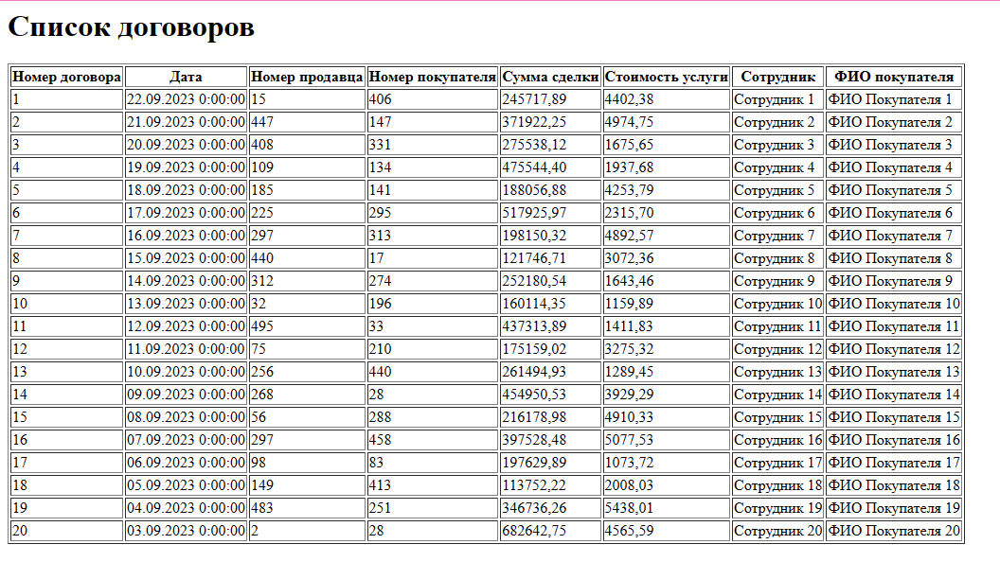 Список договоров
Номер договора Дата Номер продавца Номер покупателя Сумма сделки Стоимость услуги Сотрудник ФИО покупателя
1 22.09.2023 0:00:00 15 406 245717,89 4402,38 Сотрудник 1 ФИО Покупателя 1
2 21.09.2023 0:00:00 447 147 371922,25 4974,75 Сотрудник 2 ФИО Покупателя 2
3 20.09.2023 0:00:00 408 331 275538,12 1675,65 Сотрудник 3 ФИО Покупателя 3
4 19.09.2023 0:00:00 109 134 475544,40 1937,68 Сотрудник 4 ФИО Покупателя 4
5 18.09.2023 0:00:00 185 141 188056,88 4253,79 Сотрудник 5 ФИО Покупателя 5
6 17.09.2023 0:00:00 225 295 517925,97 2315,70 Сотрудник 6 ФИО Покупателя 6
7 16.09.2023 0:00:00 297 313 198150,32 4892,57 Сотрудник 7 ФИО Покупателя 7
8 15.09.2023 0:00:00 440 17 121746,71 3072,36 Сотрудник 8 ФИО Покупателя 8
9 14.09.2023 0:00:00 312 274 252180,54 1643,46 Сотрудник 9 ФИО Покупателя 9
10 13.09.2023 0:00:00 32 196 160114,35 1159,89 Сотрудник 10 ФИО Покупателя 10
11 12.09.2023 0:00:00 495 33 437313,89 1411,83 Сотрудник 11 ФИО Покупателя 11
12 11.09.2023 0:00:00 75 210 175159,02 3275,32 Сотрудник 12 ФИО Покупателя 12
13 10.09.2023 0:00:00 256 440 261494,93 1289,45 Сотрудник 13 ФИО Покупателя 13
14 09.09.2023 0:00:00 268 28 454950,53 3929,29 Сотрудник 14 ФИО Покупателя 14
15 08.09.2023 0:00:00 56 288 216178,98 4910,33 Сотрудник 15 ФИО Покупателя 15
16 07.09.2023 0:00:00 297 458 397528,48 5077,53 Сотрудник 16 ФИО Покупателя 16
17 06.09.2023 0:00:00 98 83 197629,89 1073,72 Сотрудник 17 ФИО Покупателя 17
18 05.09.2023 0:00:00 149 413 113752,22 2008,03 Сотрудник 18 ФИО Покупателя 18
19 04.09.2023 0:00:00 483 251 346736,26 5438,01 Сотрудник 19 ФИО Покупателя 19
20 03.09.2023 0:00:00 2 28 682642,75 4565,59 Сотрудник 20 ФИО Покупателя 20